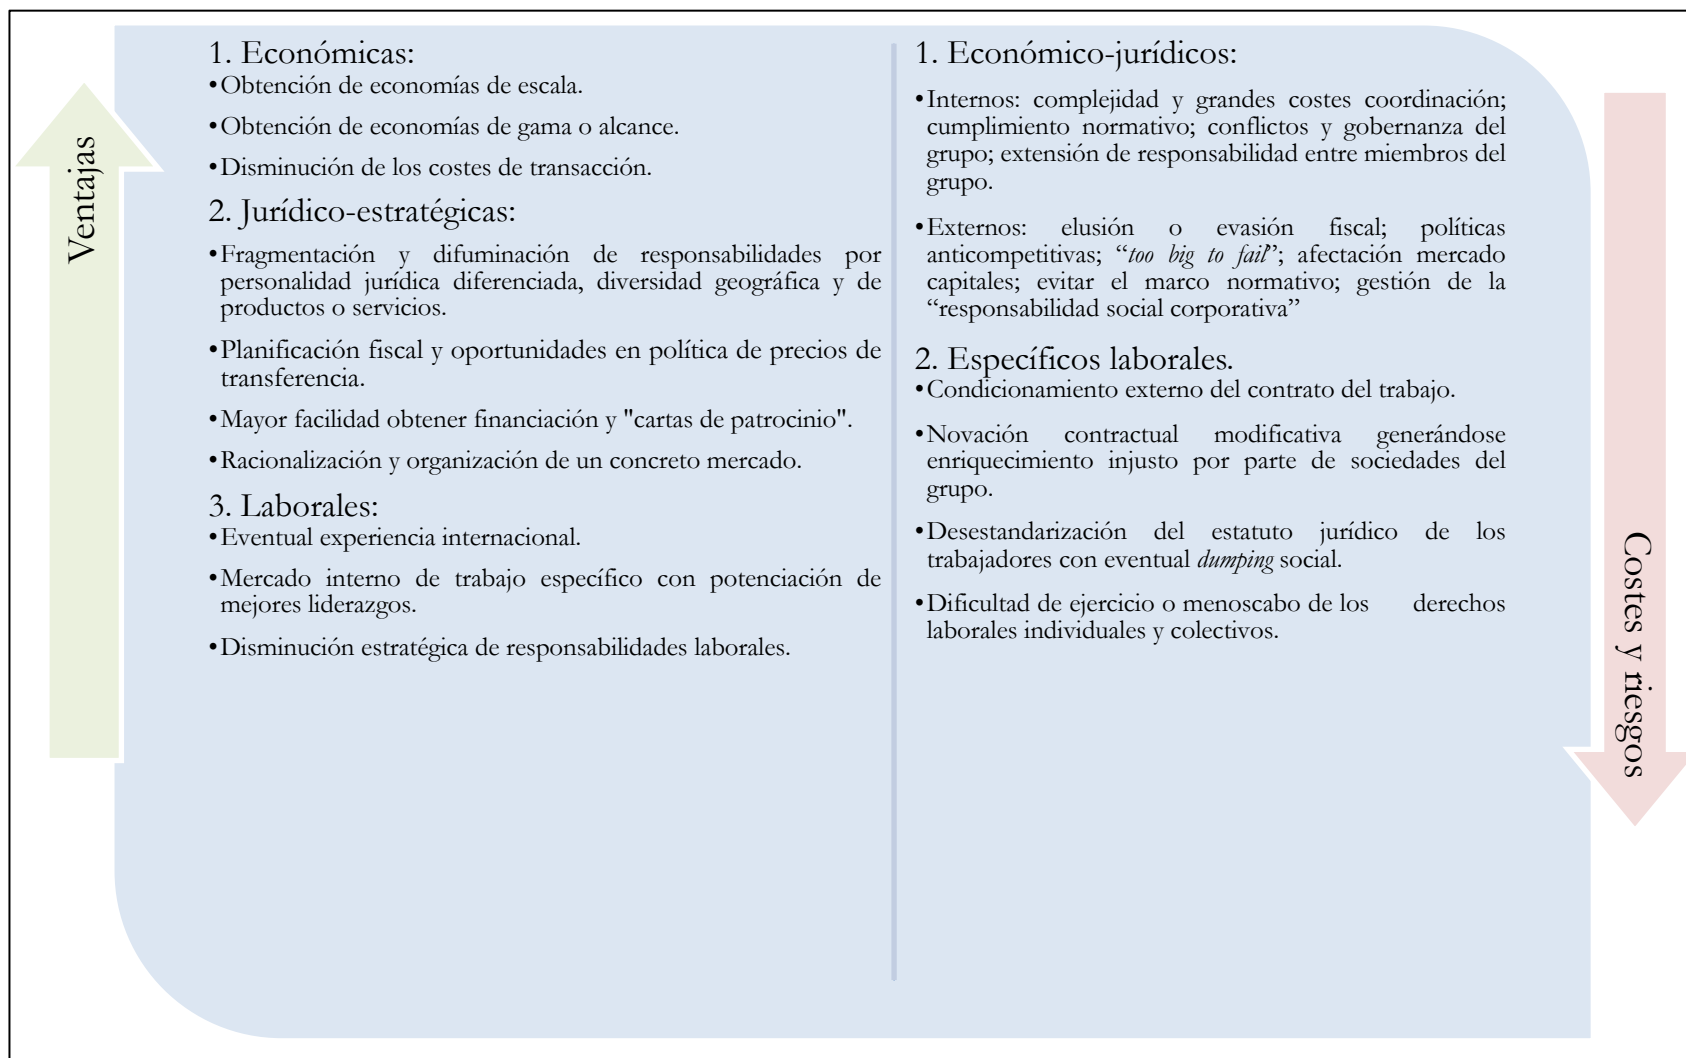 Ventajas
1. Económicas:
•Obtención de economías de escala.
•Obtención de economías de gama o alcance.
•Disminución de los costes de transacción.
2. Jurídico-estratégicas:
•Fragmentación y difuminación de responsabilidades por
personalidad jurídica diferenciada, diversidad geográfica y de
productos o servicios.
•Planificación fiscal y oportunidades en política de precios de
transferencia.
•Mayor facilidad obtener financiación y "cartas de patrocinio".
•Racionalización y organización de un concreto mercado.
3. Laborales:
•Eventual experiencia internacional.
•Mercado interno de trabajo específico con potenciación de
mejores liderazgos.
•Disminución estratégica de responsabilidades laborales.
1. Económico-jurídicos:
•Internos: complejidad y grandes costes coordinación;
cumplimiento normativo; conflictos y gobernanza del
grupo; extensión de responsabilidad entre miembros del
grupo.
•Externos: elusión o evasión fiscal; políticas
anticompetitivas; “too big to fail”; afectación mercado
capitales; evitar el marco normativo; gestión de la
“responsabilidad social corporativa”
2. Específicos laborales.
•Condicionamiento externo del contrato del trabajo.
•Novación contractual modificativa generándose
enriquecimiento injusto por parte de sociedades del
grupo.
•Desestandarización del estatuto jurídico de los
trabajadores con eventual dumping social.
•Dificultad de ejercicio o menoscabo de los derechos
laborales individuales y colectivos.
Costes y riesgos